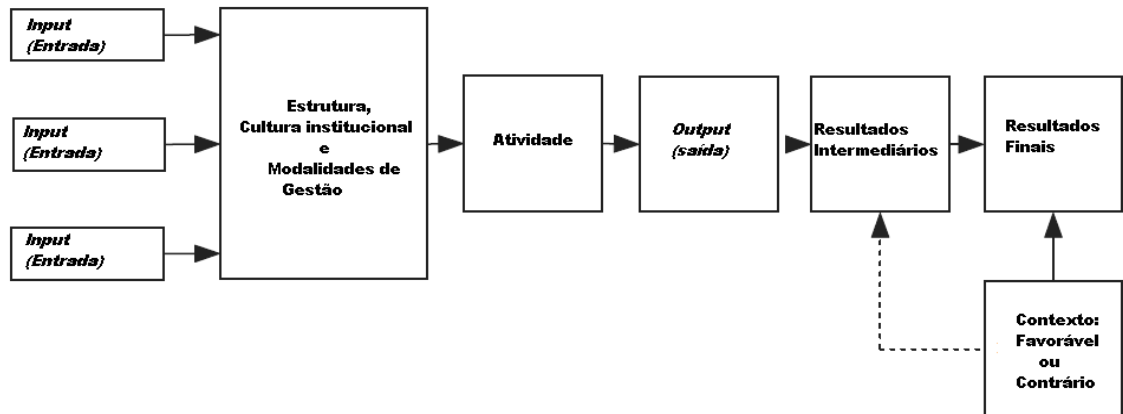 Input
(Entrada)
Input
(Entrada)
Input
(Entrada)
Estrutura,
Cultura institucional
e
Modalidades de
Gestão
Atividade
Output
(saída)
Resultados
Intermediários
Resultados
Finais
Contexto:
Favorável
ou
Contrário